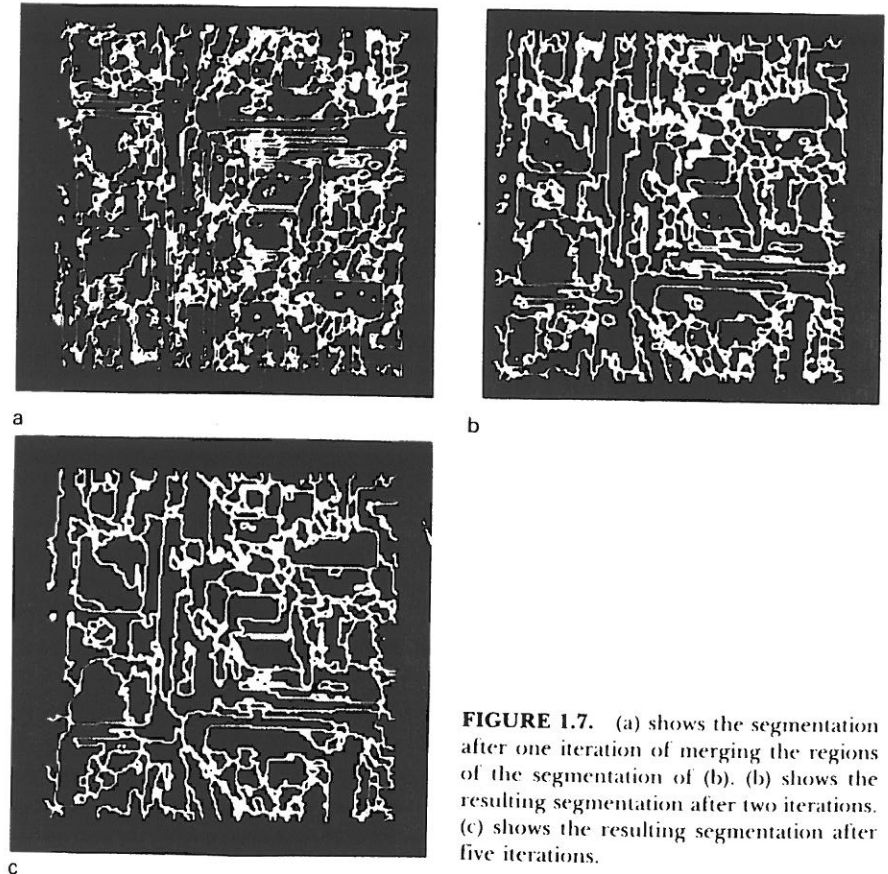 a
b
c
FIGURE 1.7. (a) shows the segmentation
after one iteration of merging the regions
of the segmentation of (b). (b) shows the
resulting segmentation after two iterations.
(c) shows the resulting segmentation after
five iterations.